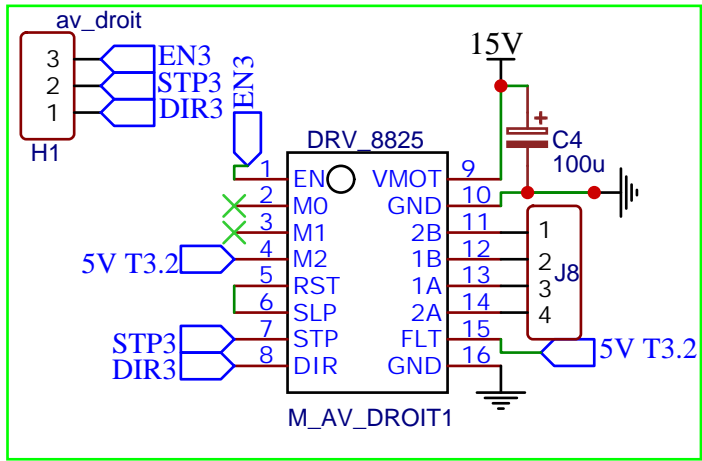 av_droit
3 EN3
2 STP3
1 DIR3
H1
EN3
15V
+
C4
100u
DRV_8825
1 EN VMOT 9
2 M0 GND 10
3 M1 2B 11 1
5V T3.2 4 M2 1B 12 2
5 RST 1A 13 3
J8
6 SLP 2A 14 4
STP3 7 STP FLT 15 5V T3.2
DIR3 8 DIR GND 16
M_AV_DROIT1